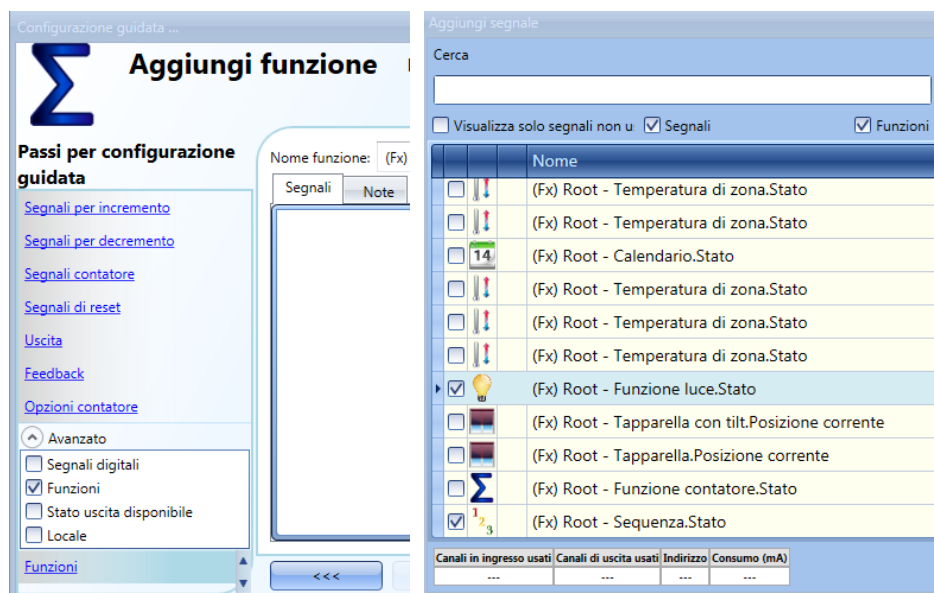 Configurazione guidata ...
Aggiungi funzione
Passi per configurazione
guidata
Segnali per incremento
Segnali per decremento
Segnali contatore
Segnali di reset
Uscita
Feedback
Opzioni contatore
Avanzato
Segnali digitali
Funzioni
Stato uscita disponibile
Locale
Funzioni
Nome funzione: (Fx)
Segnali Note
<<<
Aggiungi segnale
Cerca
Visualizza solo segnali non u Segnali Funzioni
Nome
(Fx) Root - Temperatura di zona.Stato
(Fx) Root - Temperatura di zona.Stato
14 (Fx) Root - Calendario.Stato
(Fx) Root - Temperatura di zona.Stato
(Fx) Root - Temperatura di zona.Stato
(Fx) Root - Temperatura di zona.Stato
(Fx) Root - Funzione luce.Stato
(Fx) Root - Tapparella con tilt.Posizione corrente
(Fx) Root - Tapparella.Posizione corrente
Σ (Fx) Root - Funzione contatore.Stato
123 (Fx) Root - Sequenza.Stato
Canali in ingresso usati Canali di uscita usati Indirizzo Consumo (mA)
--- --- --- ---